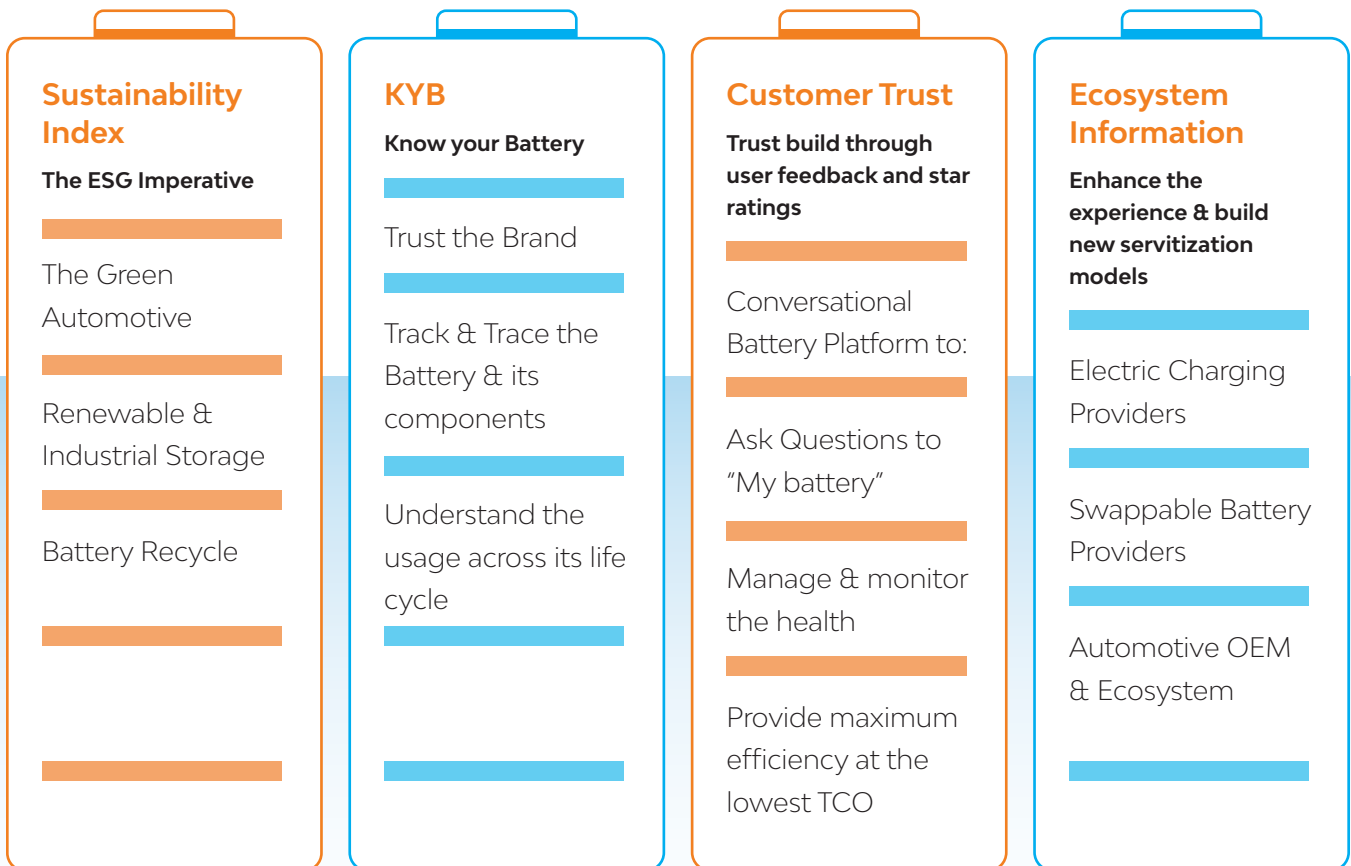 Sustainability
Index
The ESG Imperative
The Green
Automotive
Renewable &
Industrial Storage
Battery Recycle
KYB
Know your Battery
Trust the Brand
Track & Trace the
Battery & its
components
Understand the
usage across its life
cycle
Customer Trust
Trust build through
user feedback and star
ratings
Conversational
Battery Platform to:
Ask Questions to
“My battery”
Manage & monitor
the health
Provide maximum
efficiency at the
lowest TCO
Ecosystem
Information
Enhance the
experience & build
new servitization
models
Electric Charging
Providers
Swappable Battery
Providers
Automotive OEM
& Ecosystem